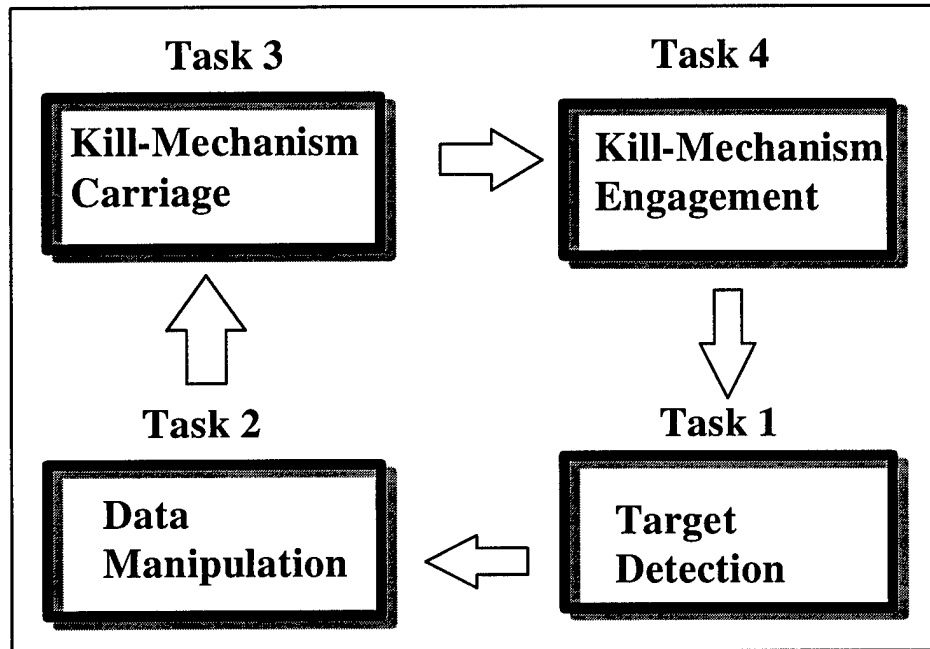 Task 3
Kill-Mechanism
Carriage
Task 4
Kill-Mechanism
Engagement
Task 2
Data
Manipulation
Task 1
Target
Detection